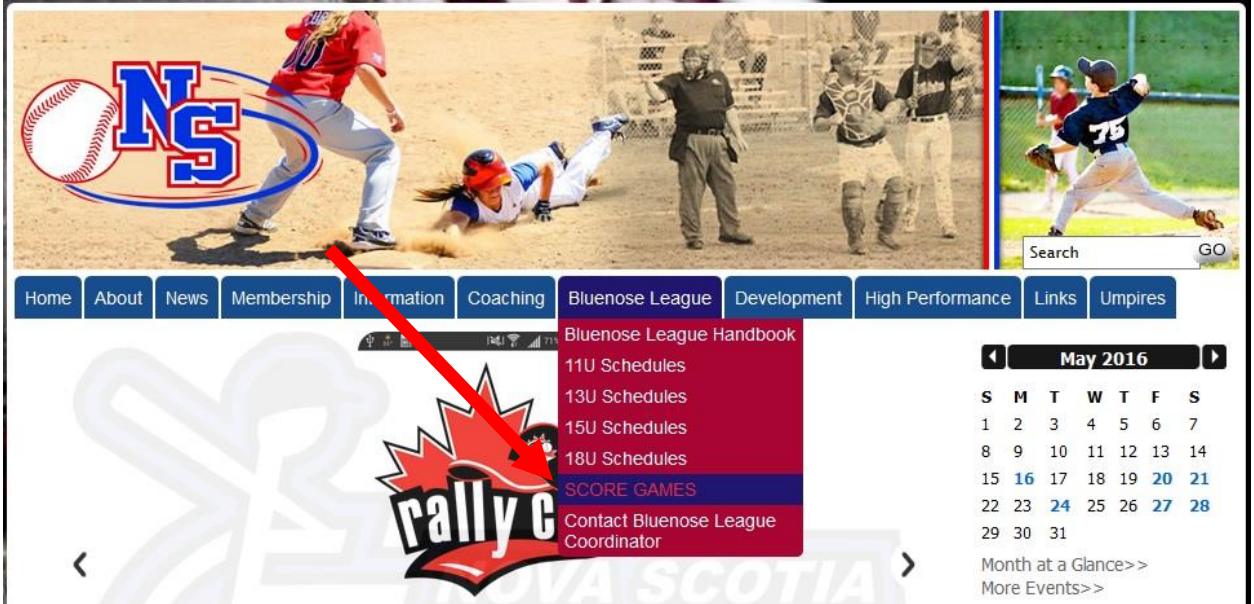 NS
75
Search GO
Home About News Membership Information Coaching Bluenose League Development High Performance Links Umpires
71%
Bluenose League Handbook
11U Schedules
13U Schedules
15U Schedules
18U Schedules
SCORE GAMES
Contact Bluenose League
Coordinator
rally C
NOVA SCOTIA
May 2016
S M T W T F S
1 2 3 4 5 6 7
8 9 10 11 12 13 14
15 16 17 18 19 20 21
22 23 24 25 26 27 28
29 30 31
Month at a Glance>>
More Events>>